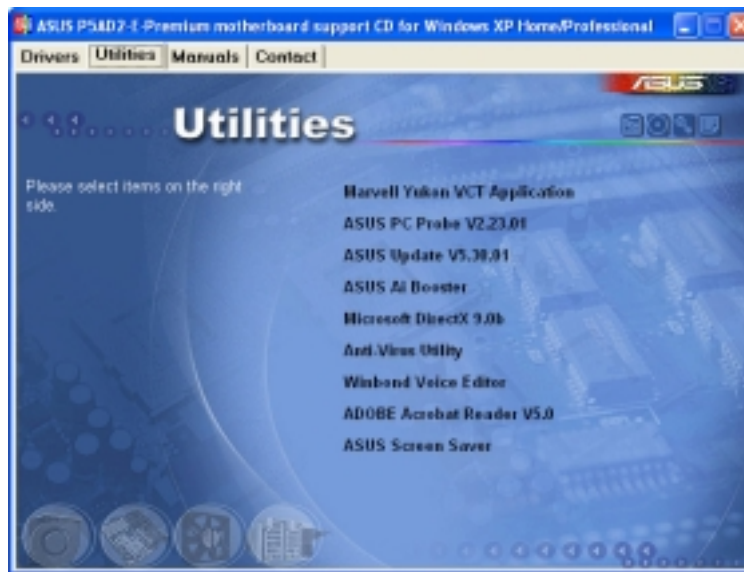 ASUS P5AD2-E-Premium motherboard support CD for Windows XP Home/Professional
Drivers Utilities Manuals Contact
ASUS
Utilities
Please select items on the right
side.
Marvell Yukon VCT Application
ASUS PC Probe V2.23.01
ASUS Update V5.30.01
ASUS Ai Booster
Microsoft DirectX 9.0b
Anti-Virus Utility
Winbond Voice Editor
ADOBE Acrobat Reader V5.0
ASUS Screen Saver